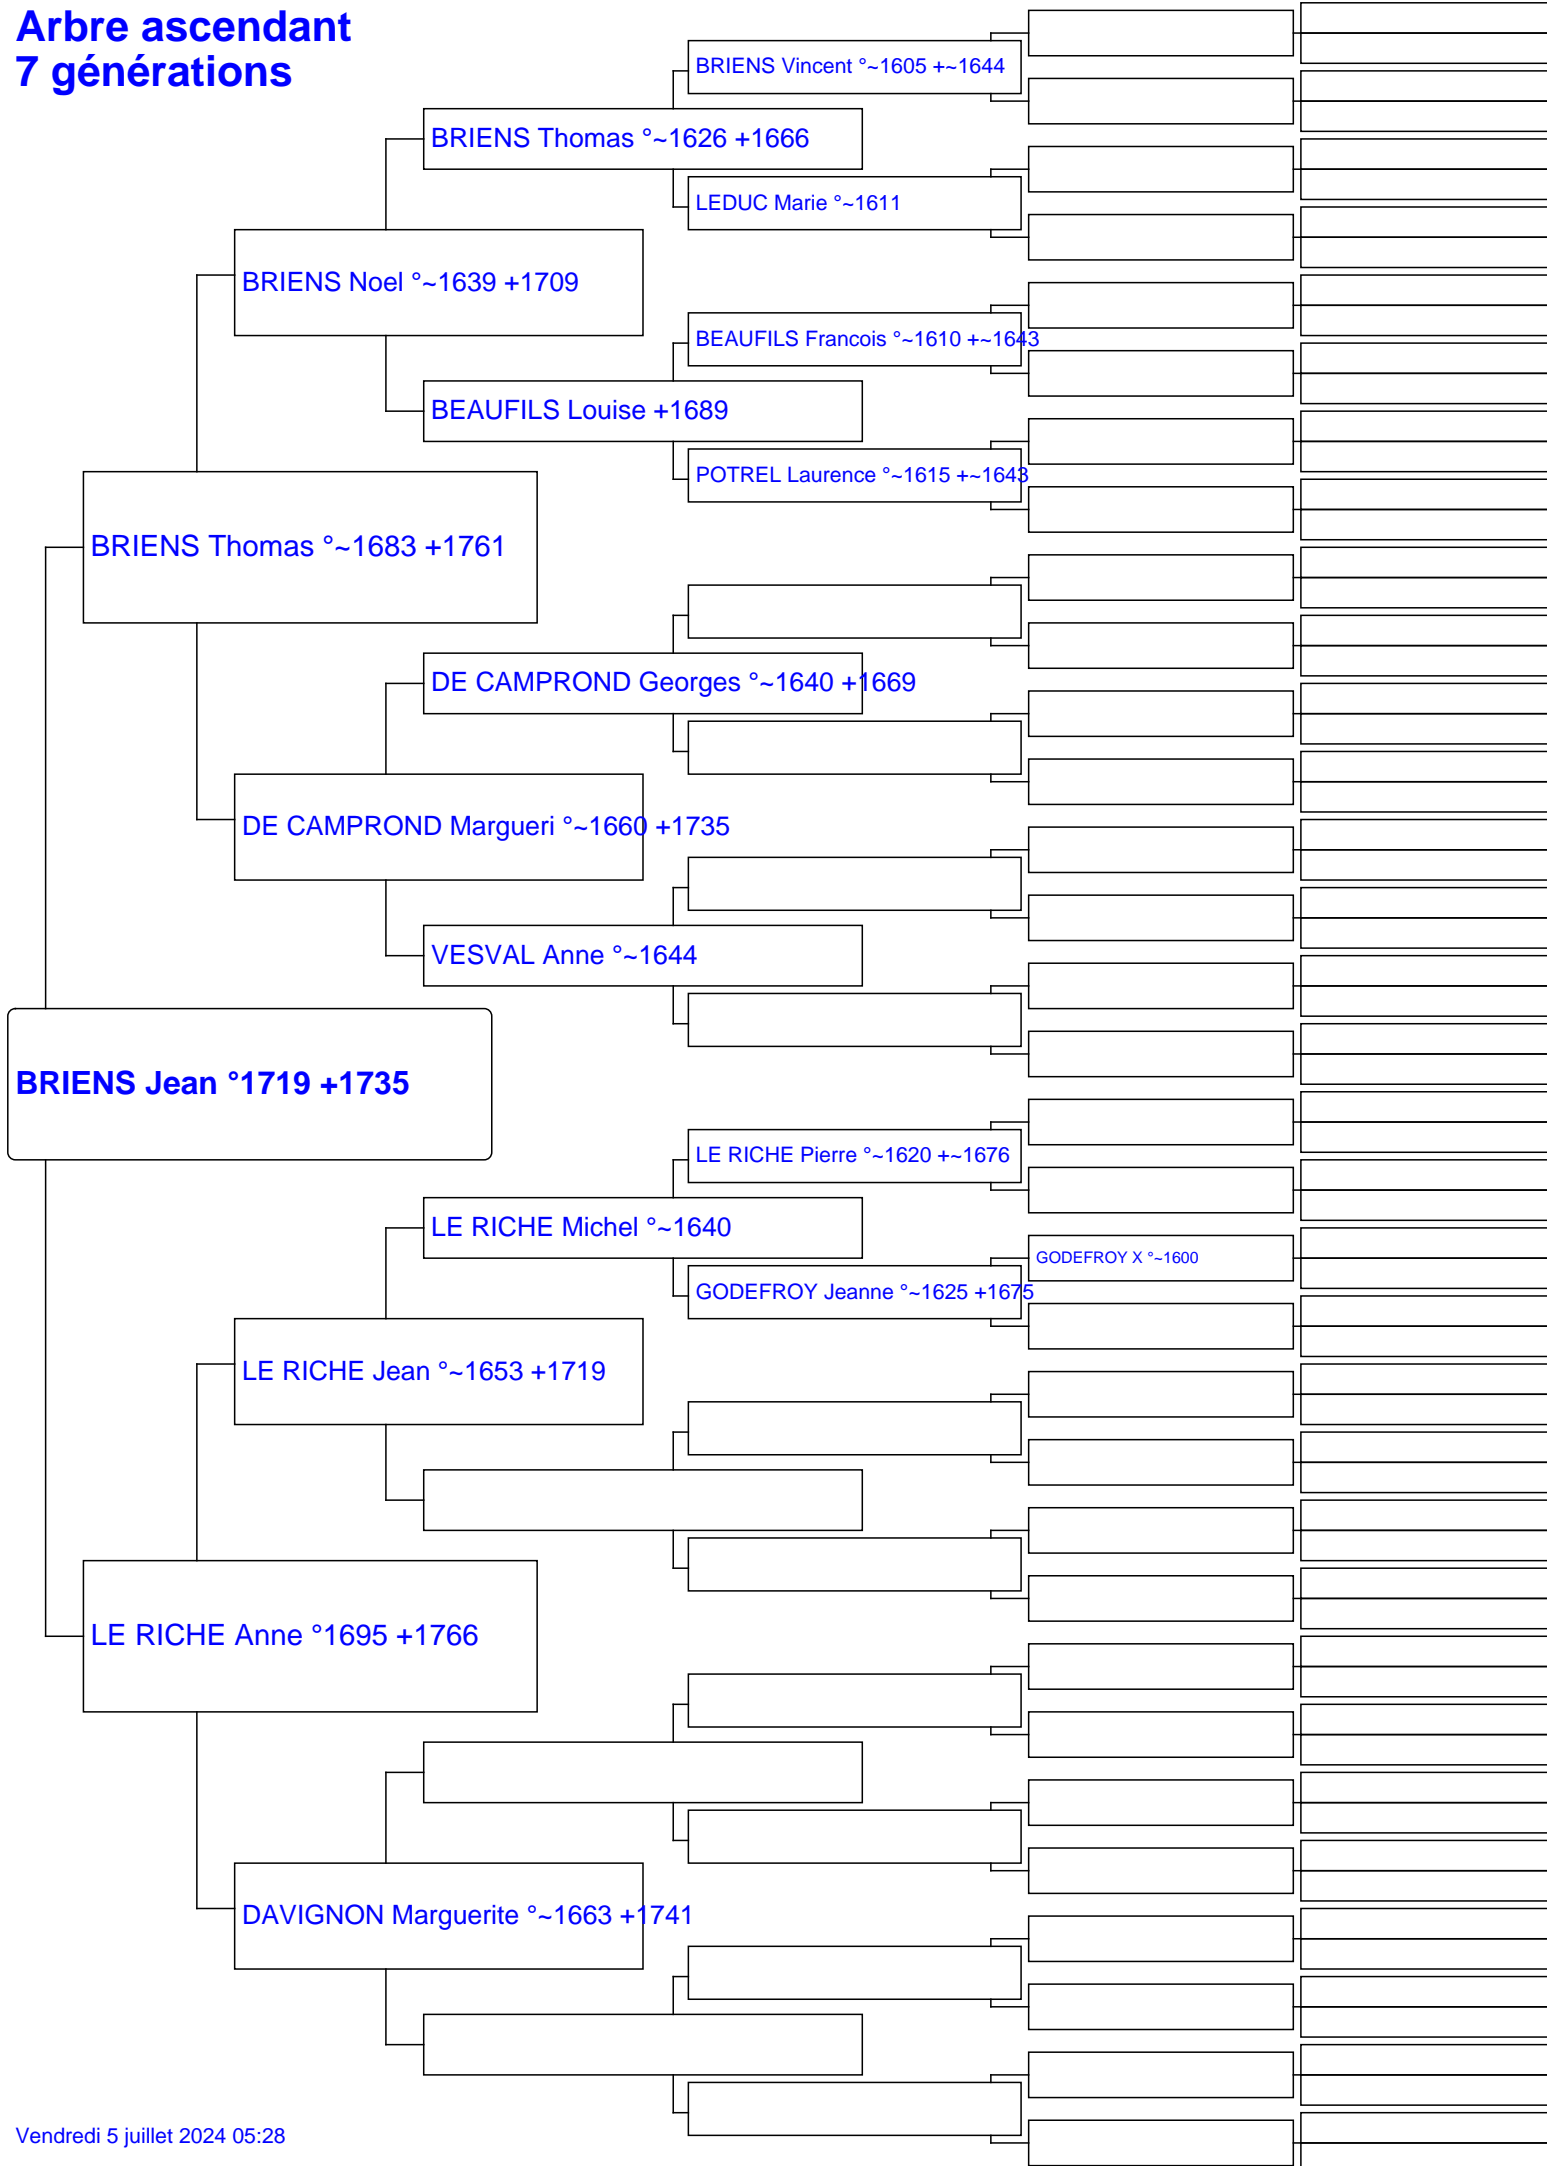 Arbre ascendant
7 générations
BRIENS Vincent °~1605 +~1644
BRIENS Thomas °~1626 +1666
LEDUC Marie °~1611
BRIENS Noel °~1639 +1709
BEAUFILS Francois °~1610 +~1643
BEAUFILS Louise +1689
POTREL Laurence °~1615 +~1643
BRIENS Thomas °~1683 +1761
DE CAMPROND Georges °~1640 +1669
DE CAMPROND Margueri °~1660 +1735
VESVAL Anne °~1644
BRIENS Jean °1719 +1735
LE RICHE Pierre °~1620 +~1676
LE RICHE Michel °~1640
GODEFROY X °~1600
GODEFROY Jeanne °~1625 +1675
LE RICHE Jean °~1653 +1719
LE RICHE Anne °1695 +1766
DAVIGNON Marguerite °~1663 +1741
Vendredi 5 juillet 2024 05:28